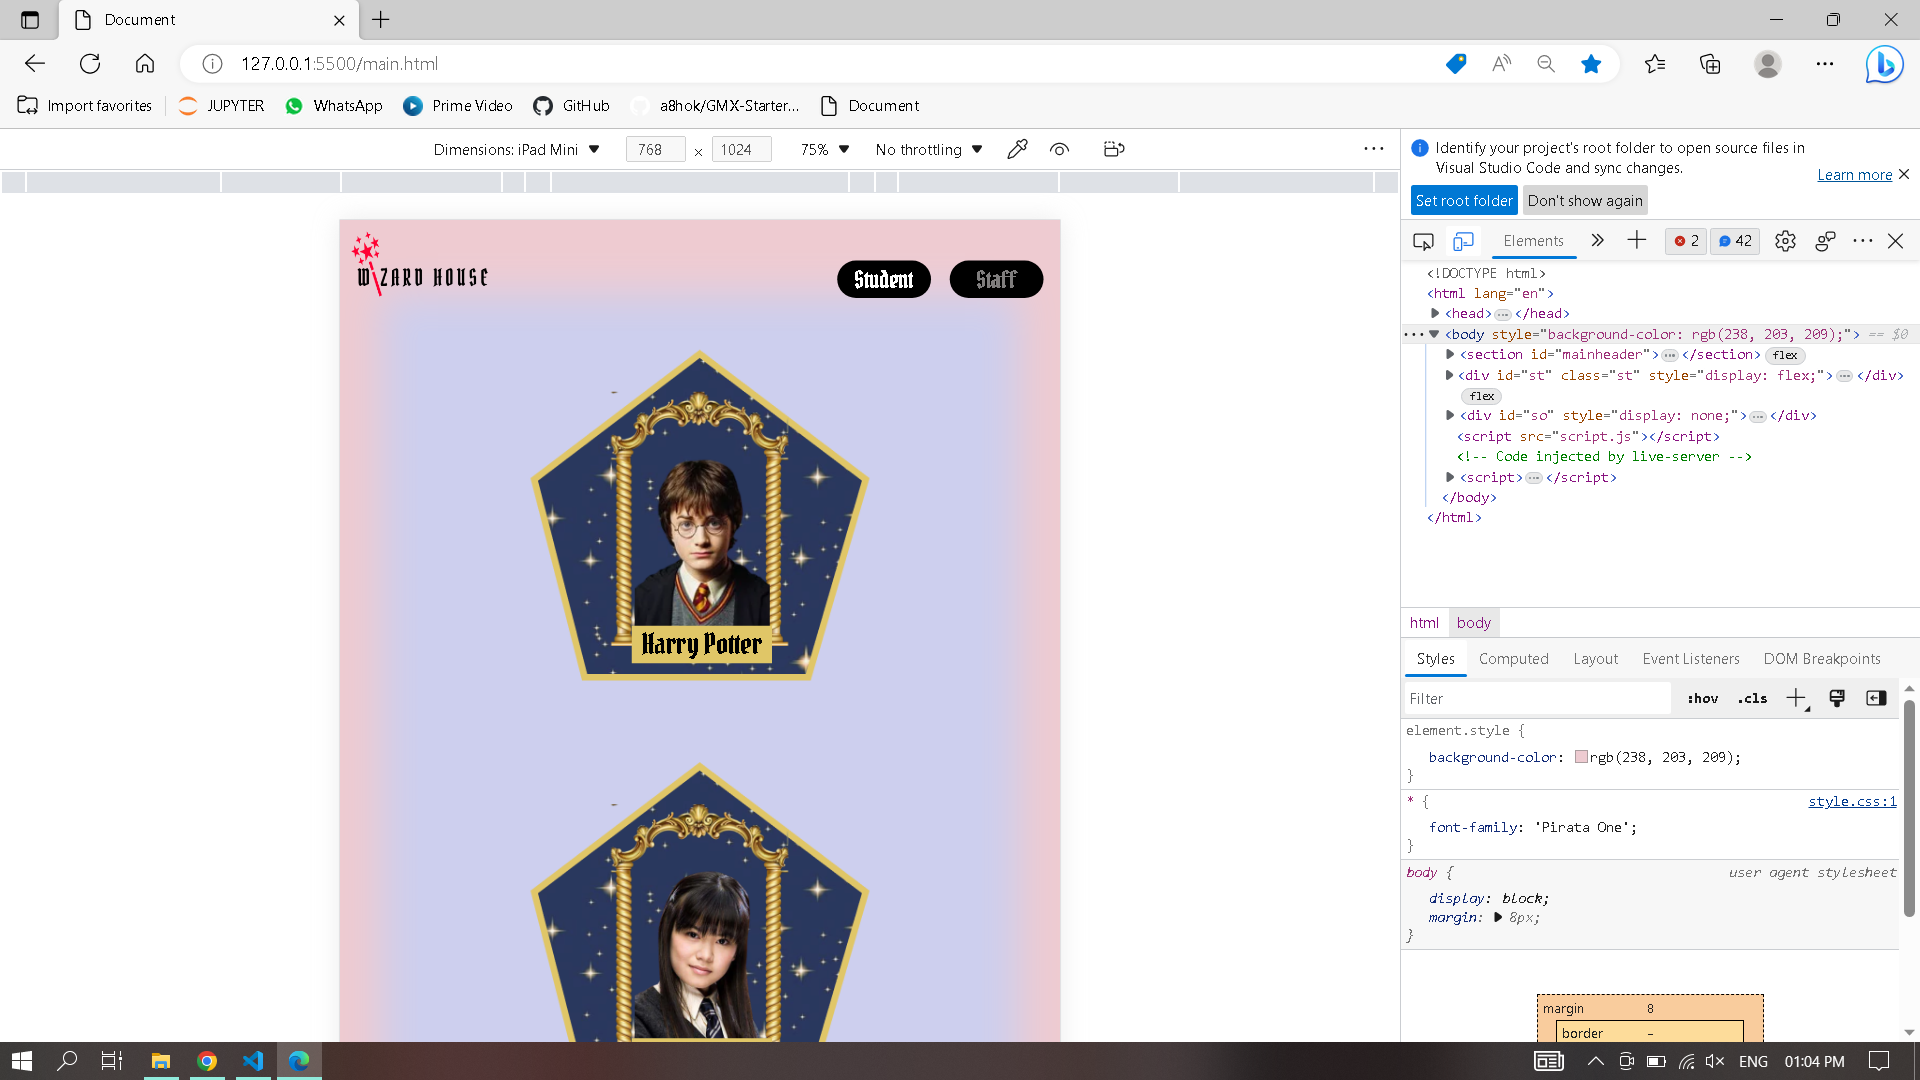 Document
127.0.0.1:5500/main.html
Import favorites
JUPYTER
WhatsApp
Prime Video
GitHub
a8hok/GMX-Starter...
Document
Dimensions: iPad Mini
768 x 1024
75%
No throttling
Identify your project's root folder to open source files in
Visual Studio Code and sync changes.
Learn more
Set root folder
Don't show again
Elements
2
42
WIZARD HOUSE
Student
Staff
Harry Potter
<!DOCTYPE html>
<html lang="en">
<head> ··· </head>
··· <body style="background-color: rgb(238, 203, 209);"> == $0
<section id="mainheader"> ··· </section> flex
<div id="st" class="st" style="display: flex;"> ··· </div>
flex
<div id="so" style="display: none;"> ··· </div>
<script src="script.js"></script>
<!-- Code injected by live-server -->
<script> ··· </script>
</body>
</html>
html
body
Styles
Computed
Layout
Event Listeners
DOM Breakpoints
Filter
:hov
.cls
element.style {
background-color: rgb(238, 203, 209);
}
* {
style.css:1
font-family: 'Pirata One';
}
body {
user agent stylesheet
display: block;
margin: 8px;
}
margin
8
border
–
ENG
01:04 PM